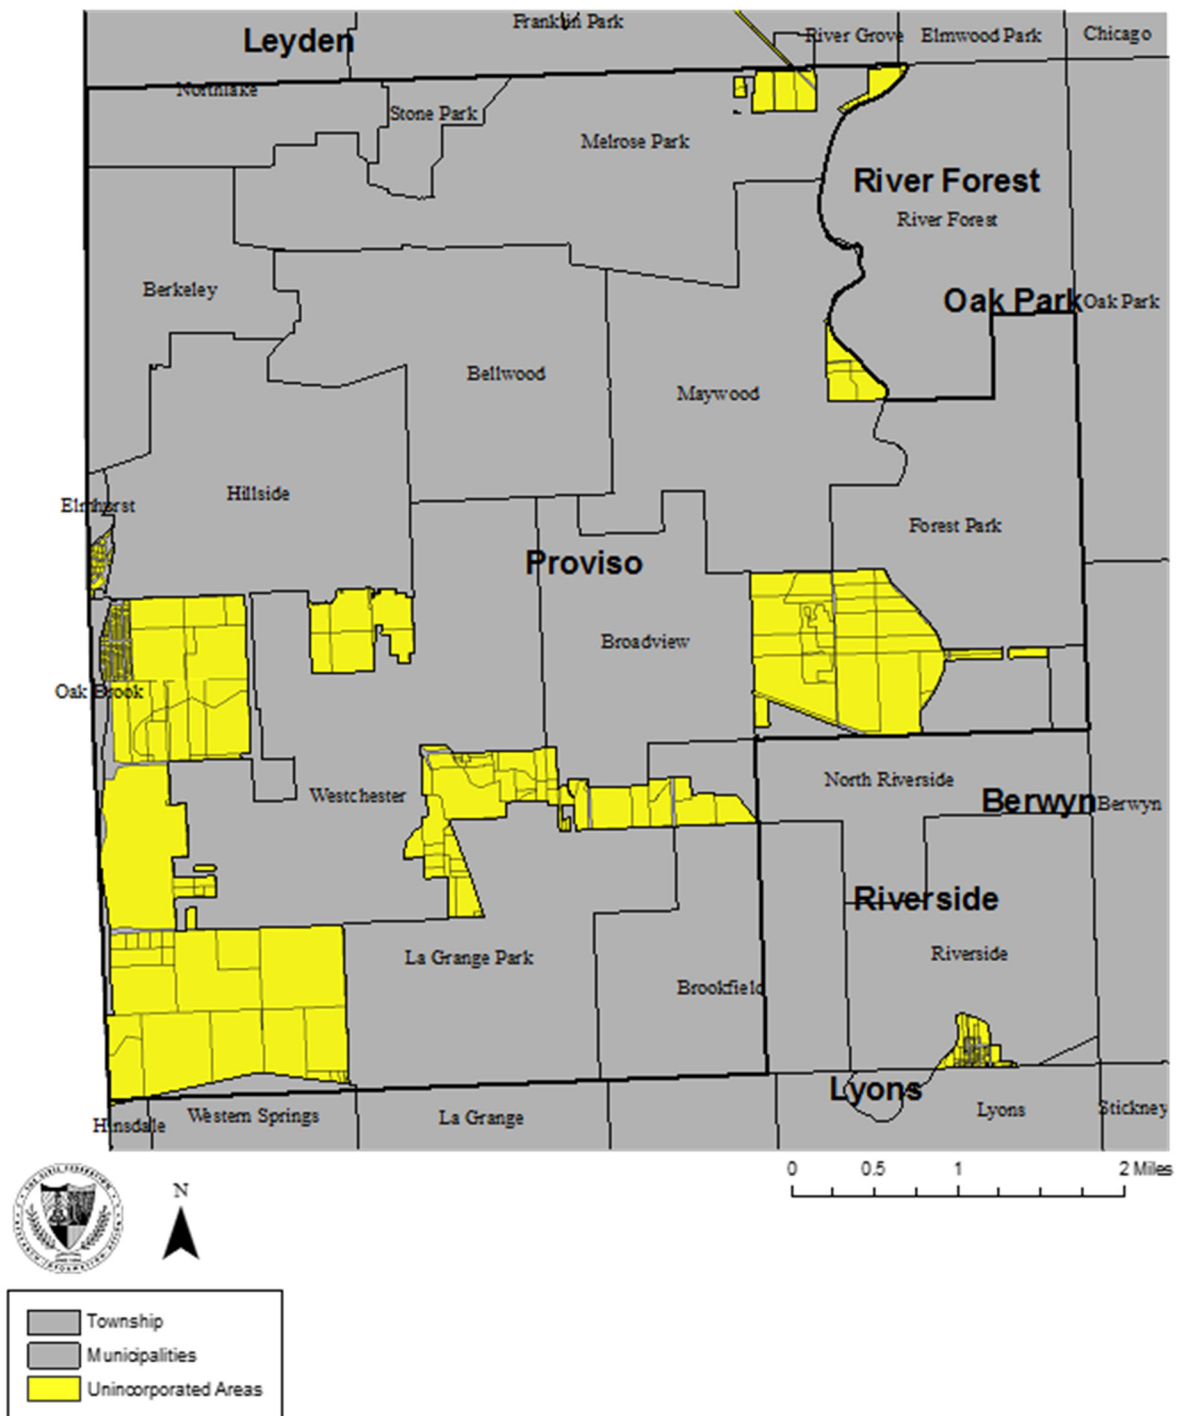 Franklin Park
Leyden
River Grove
Elmwood Park
Chicago
Northlake
Stone Park
Melrose Park
River Forest
River Forest
Berkeley
Oak Park
Oak Park
Bellwood
Maywood
Hillside
Elmhurst
Forest Park
Proviso
Broadview
Oak Brook
Westchester
North Riverside
Berwyn
Berwyn
Riverside
Riverside
La Grange Park
Brookfield
Lyons
Hinsdale
Western Springs
La Grange
Lyons
Stickney
0 0.5 1 2 Miles
THE CIVIC FEDERATION
N
Township
Municipalities
Unincorporated Areas